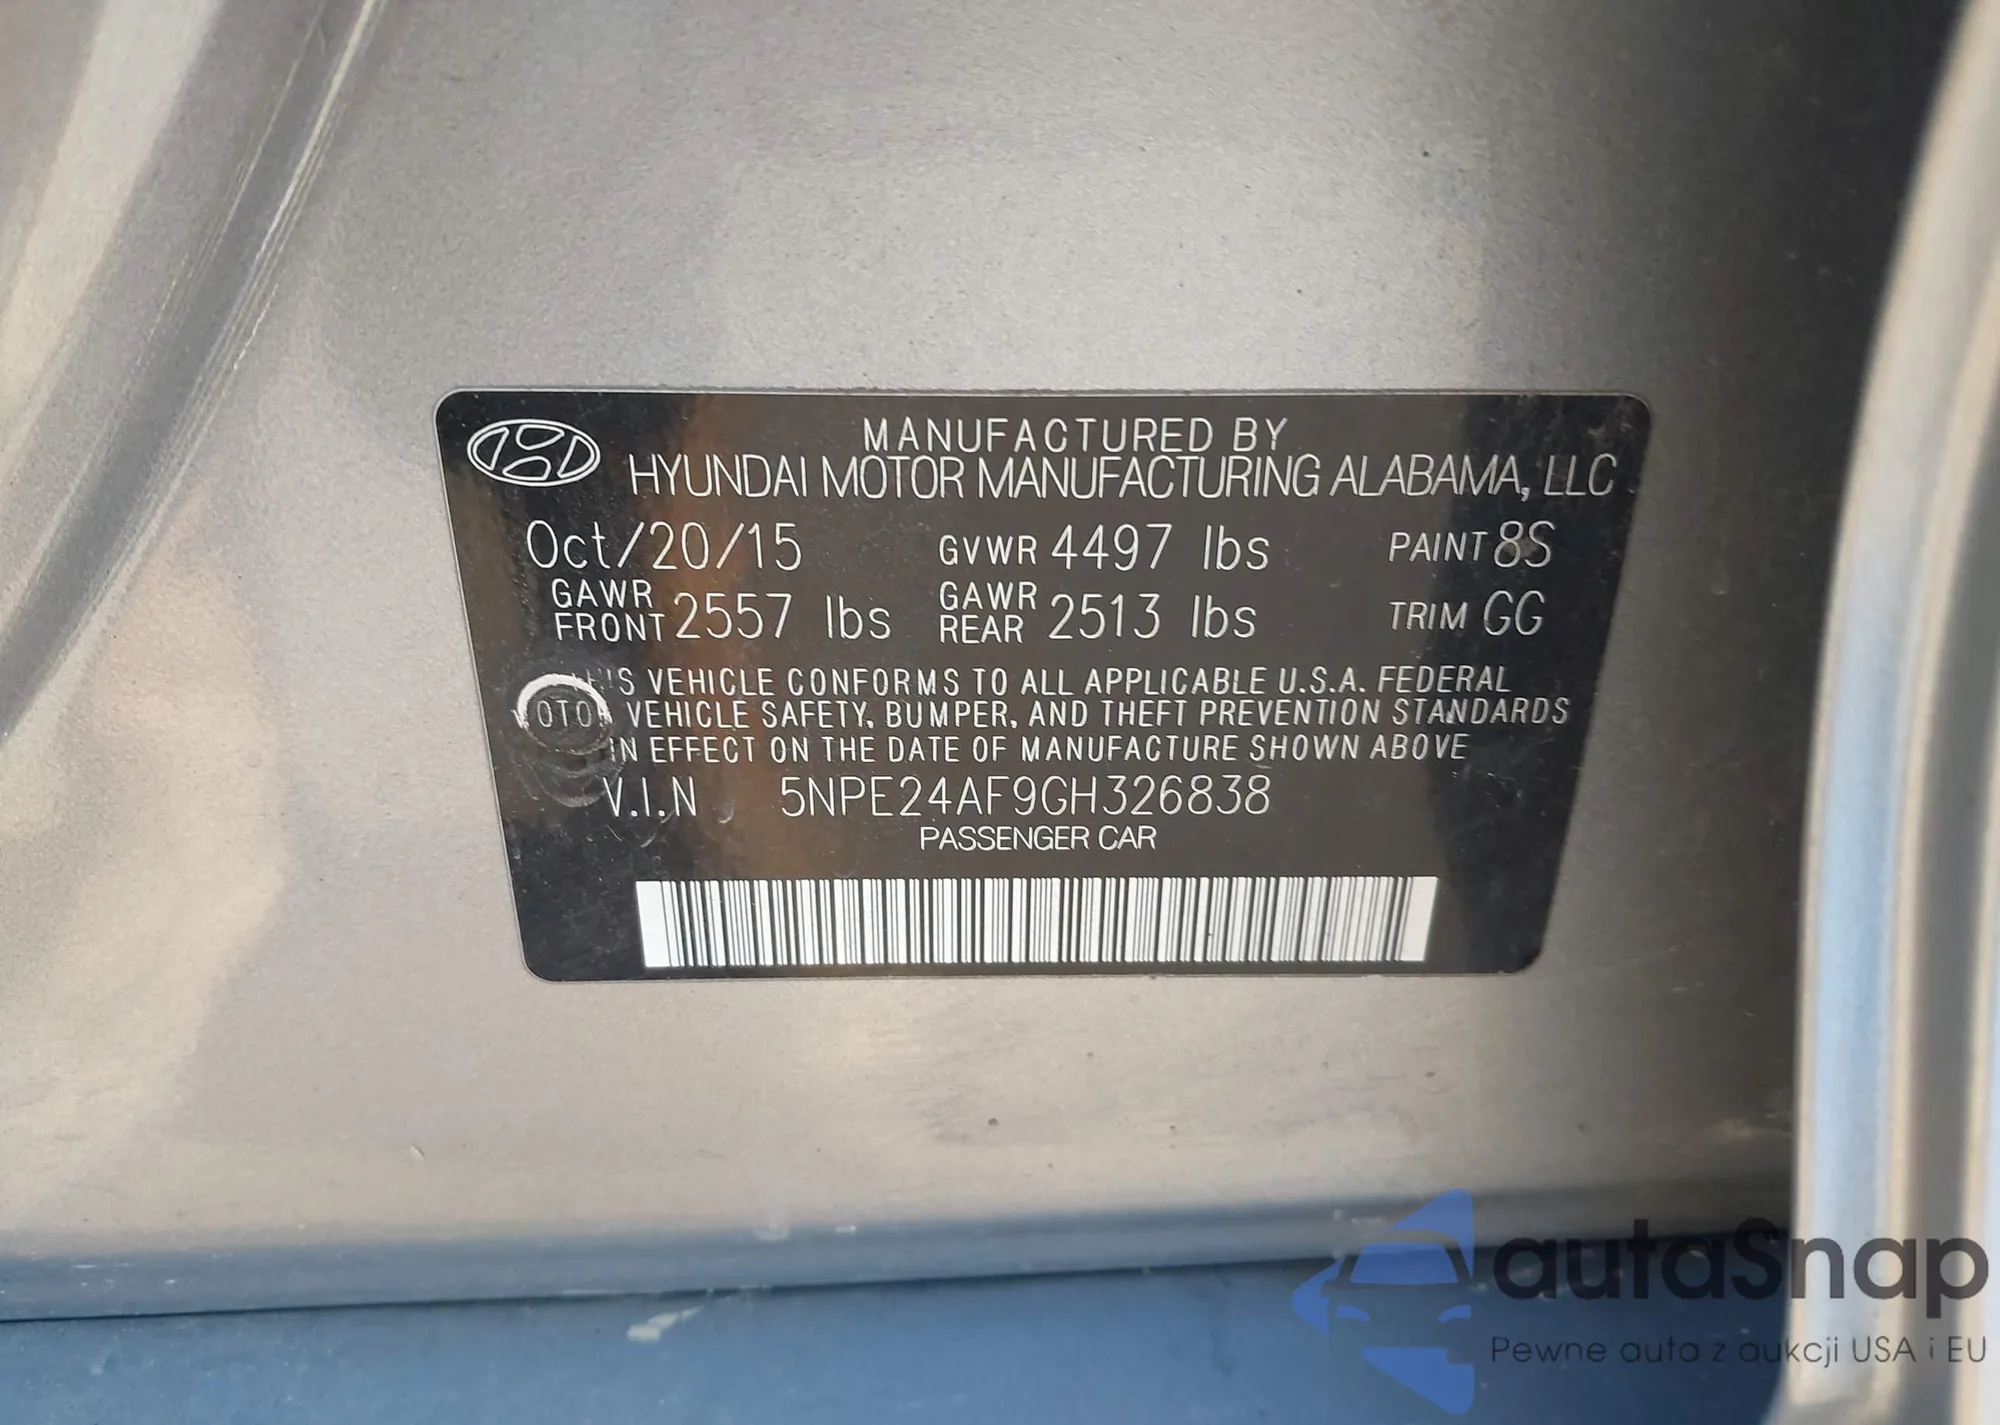 MANUFACTURED BY
HYUNDAI MOTOR MANUFACTURING ALABAMA, LLC
Oct/20/15 GVWR 4497 lbs PAINT 8S
GAWR FRONT 2557 lbs GAWR REAR 2513 lbs TRIM GG
VEHICLE CONFORMS TO ALL APPLICABLE U.S.A. FEDERAL
VEHICLE SAFETY, BUMPER, AND THEFT PREVENTION STANDARDS
IN EFFECT ON THE DATE OF MANUFACTURE SHOWN ABOVE
V.I.N 5NPE24AF9GH326838
PASSENGER CAR
autaSnap
Pewne auta z aukcji USA i EU